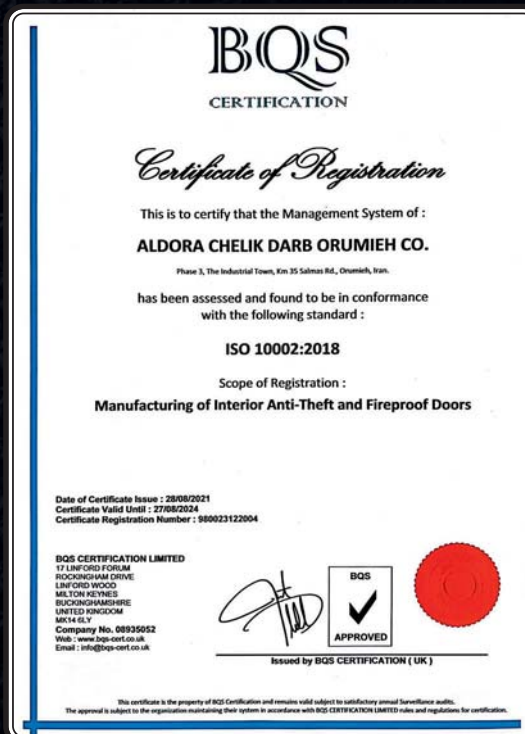 BQS
CERTIFICATION
Certificate of Registration
This is to certify that the Management System of :
ALDORA CHELIK DARB ORUMIEH CO.
Phase 3, The Industrial Town, Km 35 Salmas Rd., Orumieh, Iran.
has been assessed and found to be in conformance
with the following standard :
ISO 10002:2018
Scope of Registration :
Manufacturing of Interior Anti-Theft and Fireproof Doors
Date of Certificate Issue : 28/08/2021
Certificate Valid Until : 27/08/2024
Certificate Registration Number : 980023122004
BQS CERTIFICATION LIMITED
17 LINFORD FORUM
ROCKINGHAM DRIVE
LINFORD WOOD
MILTON KEYNES
BUCKINGHAMSHIRE
UNITED KINGDOM
MK14 6LY
Company No. 08935052
Web : www.bqs-cert.co.uk
Email : info@bqs-cert.co.uk
BQS
APPROVED
Issued by BQS CERTIFICATION ( UK )
This certificate is the property of BQS Certification and remains valid subject to satisfactory annual Surveillance audits.
The approval is subject to the organization maintaining their system in accordance with BQS CERTIFICATION LIMITED rules and regulations for certification.